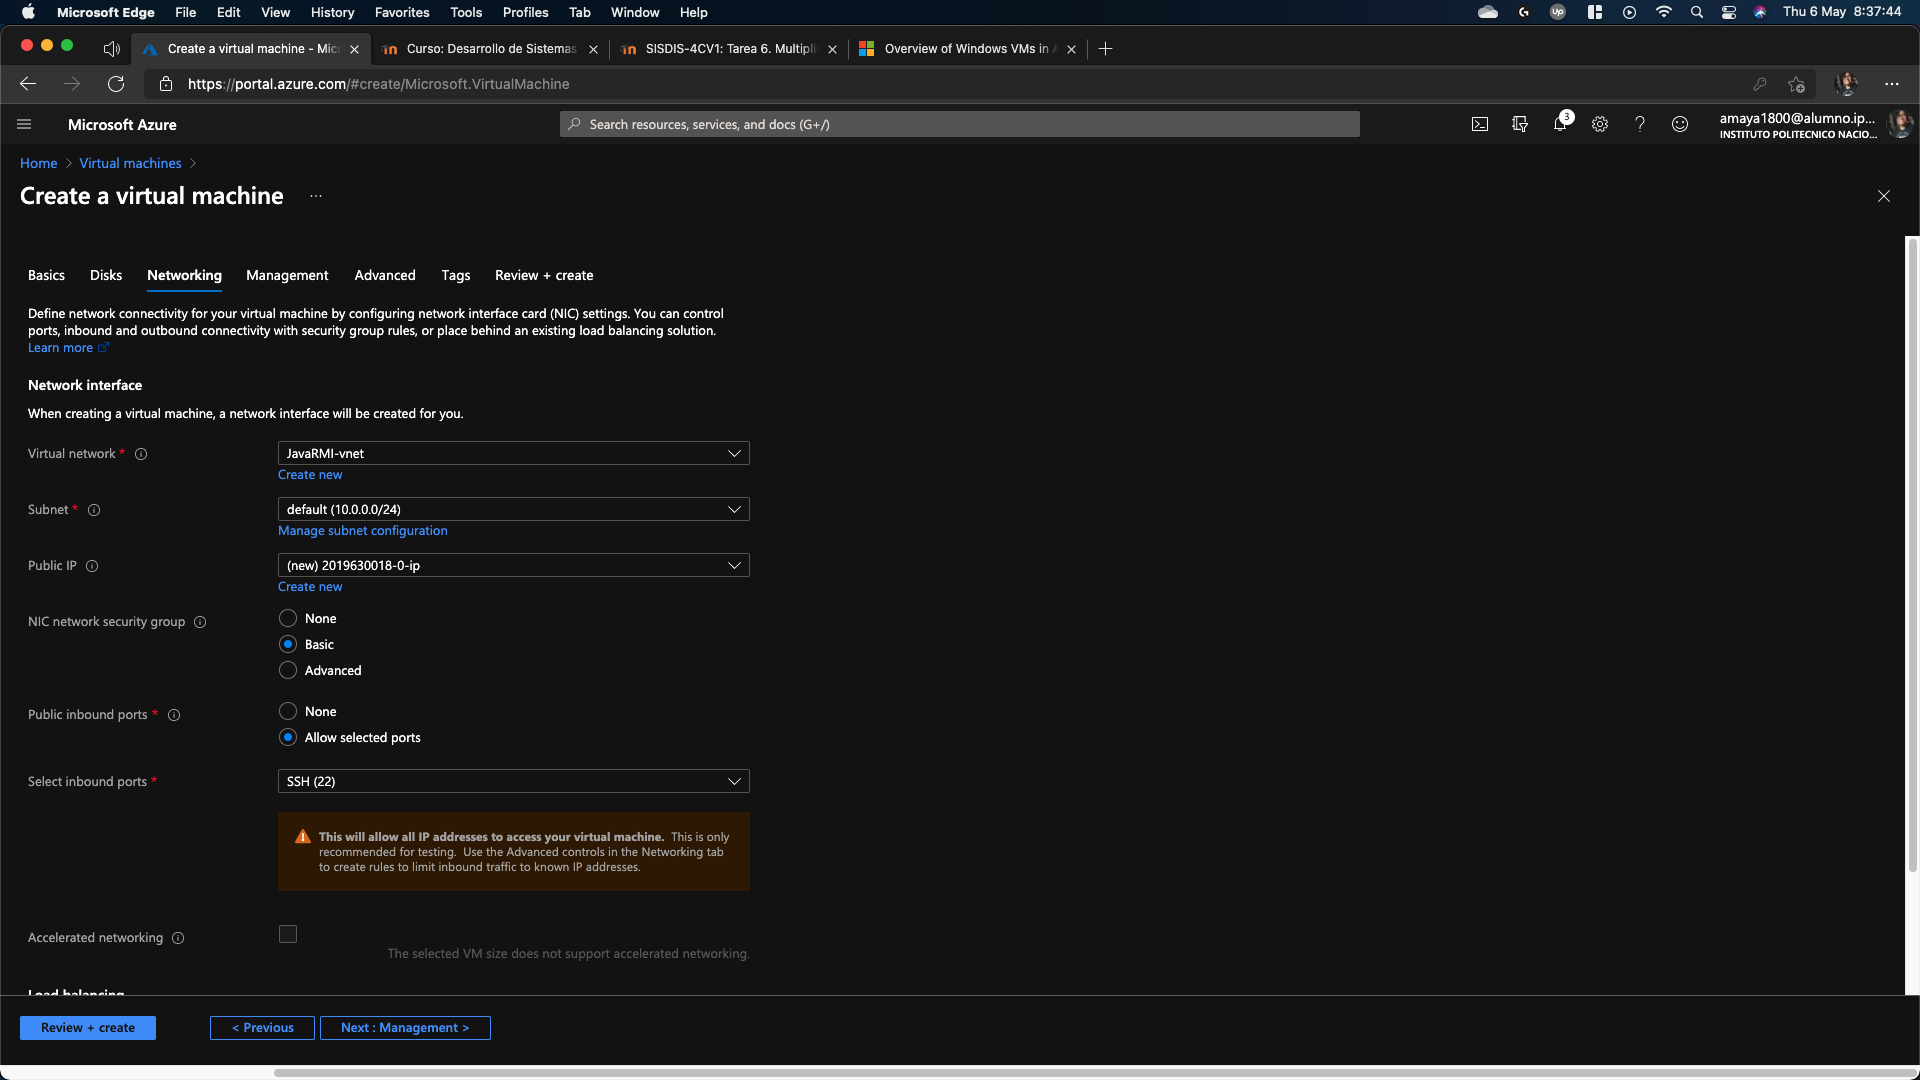 Microsoft Edge File Edit View History Favorites Tools Profiles Tab Window Help Thu 6 May 8:37:44
Create a virtual machine - Mic
Curso: Desarrollo de Sistemas
SISDIS-4CV1: Tarea 6. Multipli
Overview of Windows VMs in A
https://portal.azure.com/#create/Microsoft.VirtualMachine
Microsoft Azure
Search resources, services, and docs (G+/)
3
amaya1800@alumno.ip...
INSTITUTO POLITECNICO NACIO...
Home > Virtual machines >
Create a virtual machine ...
Basics Disks Networking Management Advanced Tags Review + create
Define network connectivity for your virtual machine by configuring network interface card (NIC) settings. You can control
ports, inbound and outbound connectivity with security group rules, or place behind an existing load balancing solution.
Learn more
Network interface
When creating a virtual machine, a network interface will be created for you.
Virtual network *
JavaRMI-vnet
Create new
Subnet *
default (10.0.0.0/24)
Manage subnet configuration
Public IP
(new) 2019630018-0-ip
Create new
NIC network security group
None
Basic
Advanced
Public inbound ports *
None
Allow selected ports
Select inbound ports *
SSH (22)
This will allow all IP addresses to access your virtual machine. This is only
recommended for testing. Use the Advanced controls in the Networking tab
to create rules to limit inbound traffic to known IP addresses.
Accelerated networking
The selected VM size does not support accelerated networking.
Load balancing
Review + create
< Previous
Next : Management >